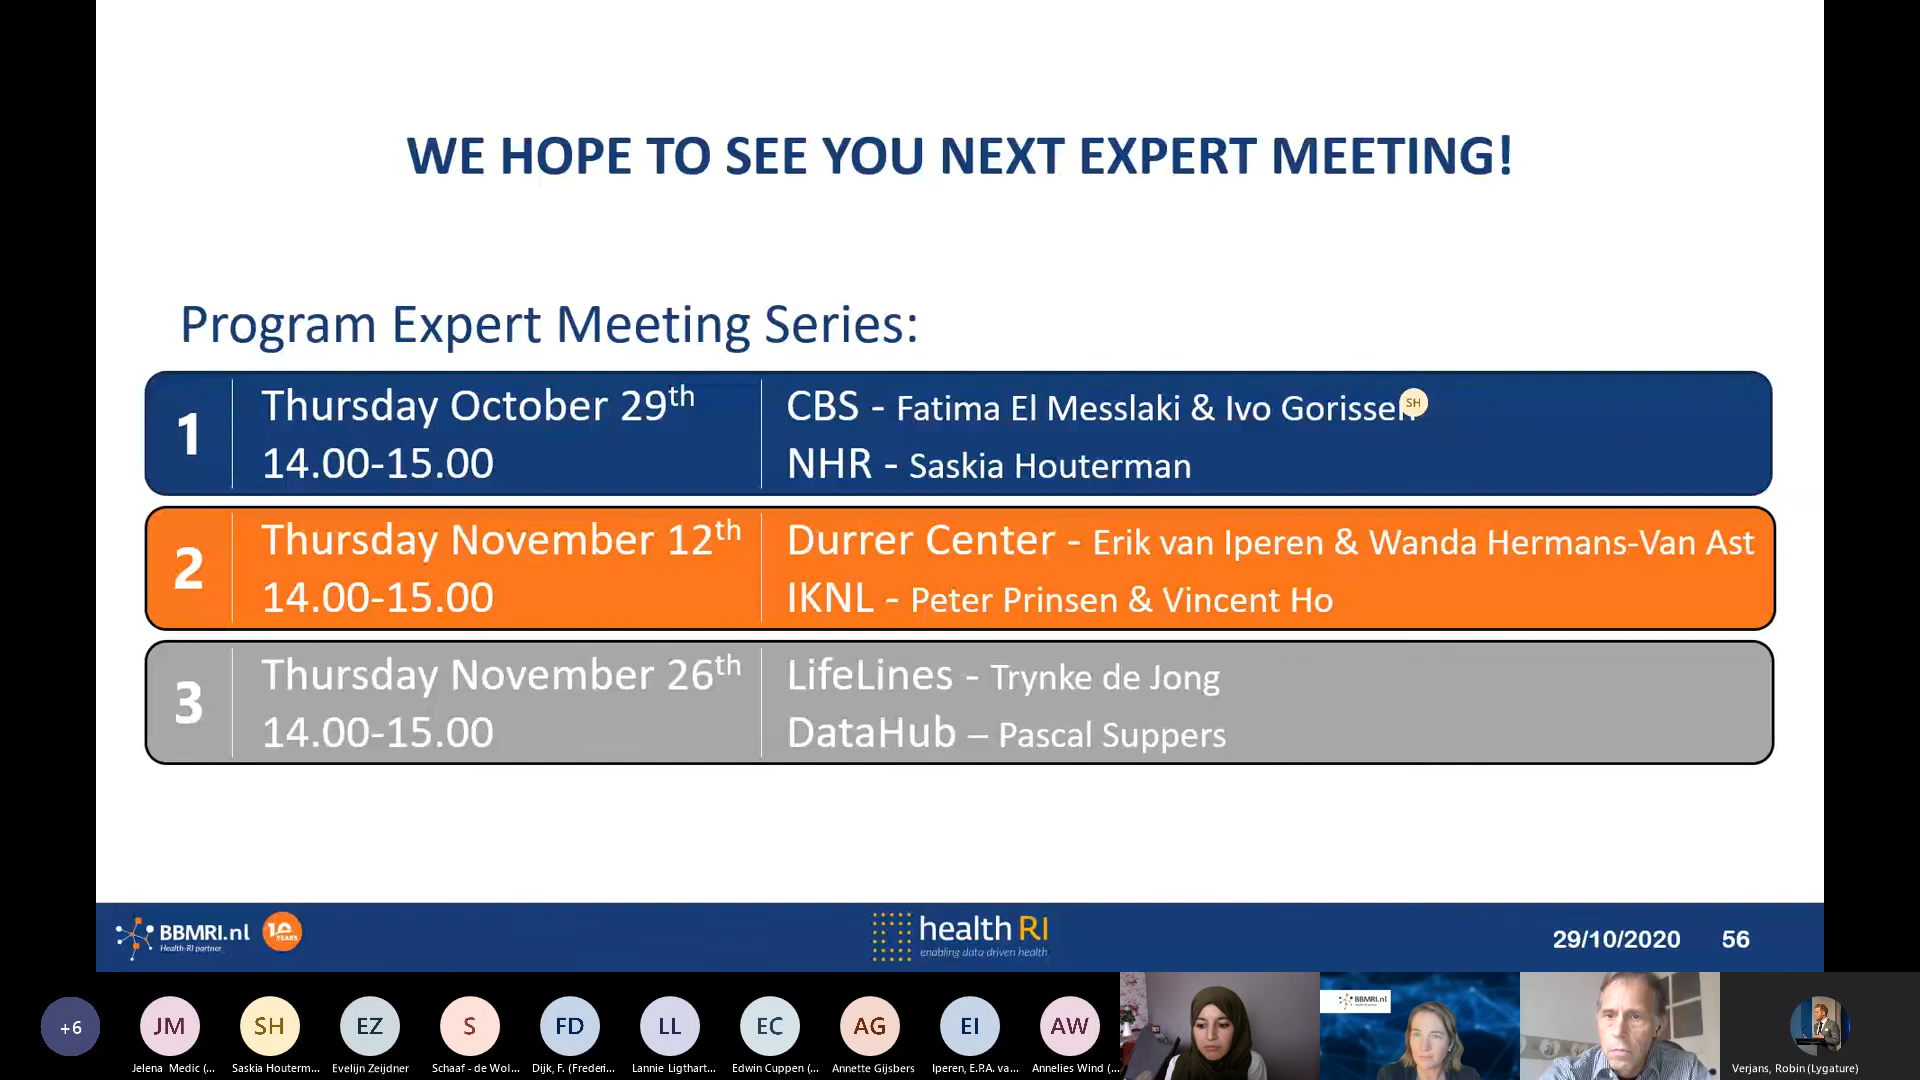 WE HOPE TO SEE YOU NEXT EXPERT MEETING!
Program Expert Meeting Series:
1
Thursday October 29th
14.00-15.00
CBS - Fatima El Messlaki & Ivo Gorissen
SH
NHR - Saskia Houterman
2
Thursday November 12th
14.00-15.00
Durrer Center - Erik van Iperen & Wanda Hermans-Van Ast
IKNL - Peter Prinsen & Vincent Ho
3
Thursday November 26th
14.00-15.00
LifeLines - Trynke de Jong
DataHub – Pascal Suppers
BBMRI.nl
Health-RI partner
10 YEARS
health RI
enabling data driven health
29/10/2020 56
+6
JM
SH
EZ
S
FD
LL
EC
AG
EI
AW
BBMRI.nl
Jelena Medic (...
Saskia Houterm...
Evelijn Zeijdner
Schaaf - de Wol...
Dijk, F. (Frederi...
Lannie Ligthart...
Edwin Cuppen (...
Annette Gijsbers
Iperen, E.P.A. va...
Annelies Wind (...
Verjans, Robin (Lygature)